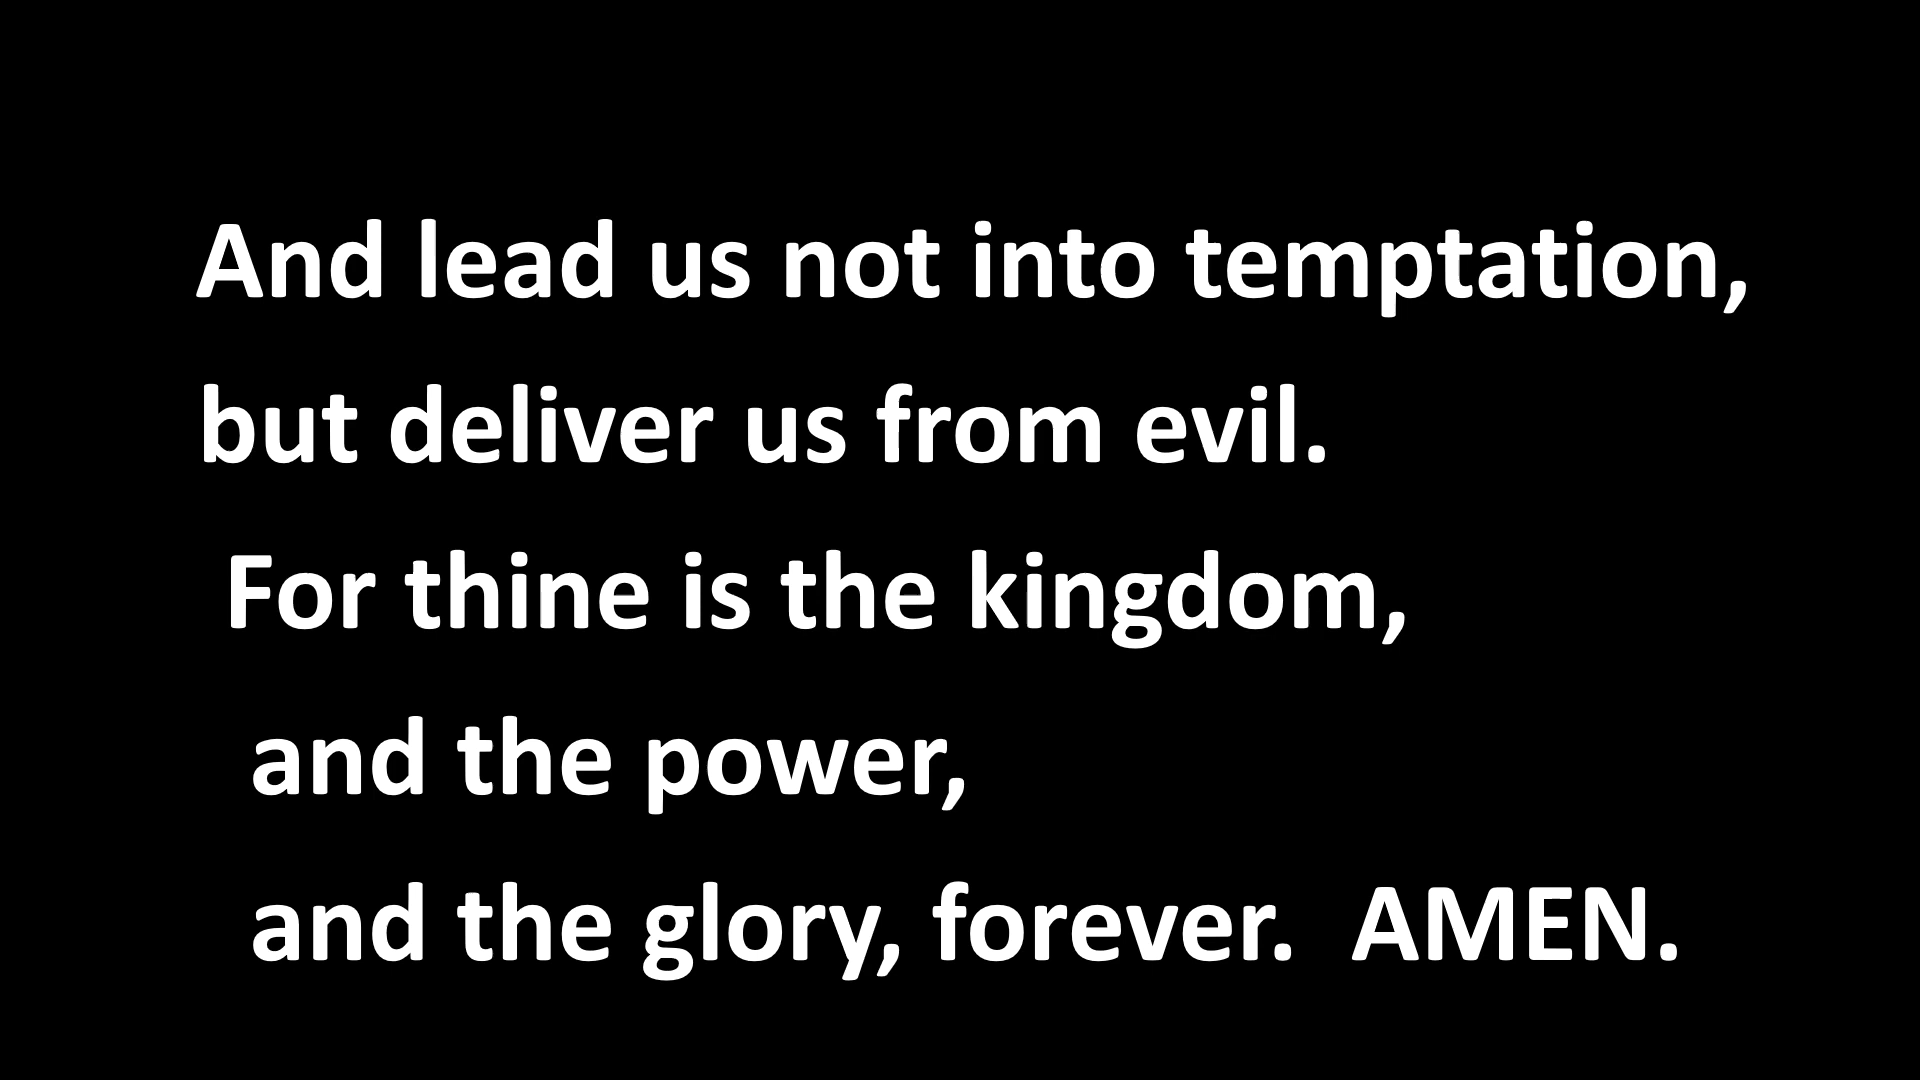 And lead us not into temptation,
but deliver us from evil.
For thine is the kingdom,
and the power,
and the glory, forever.  AMEN.